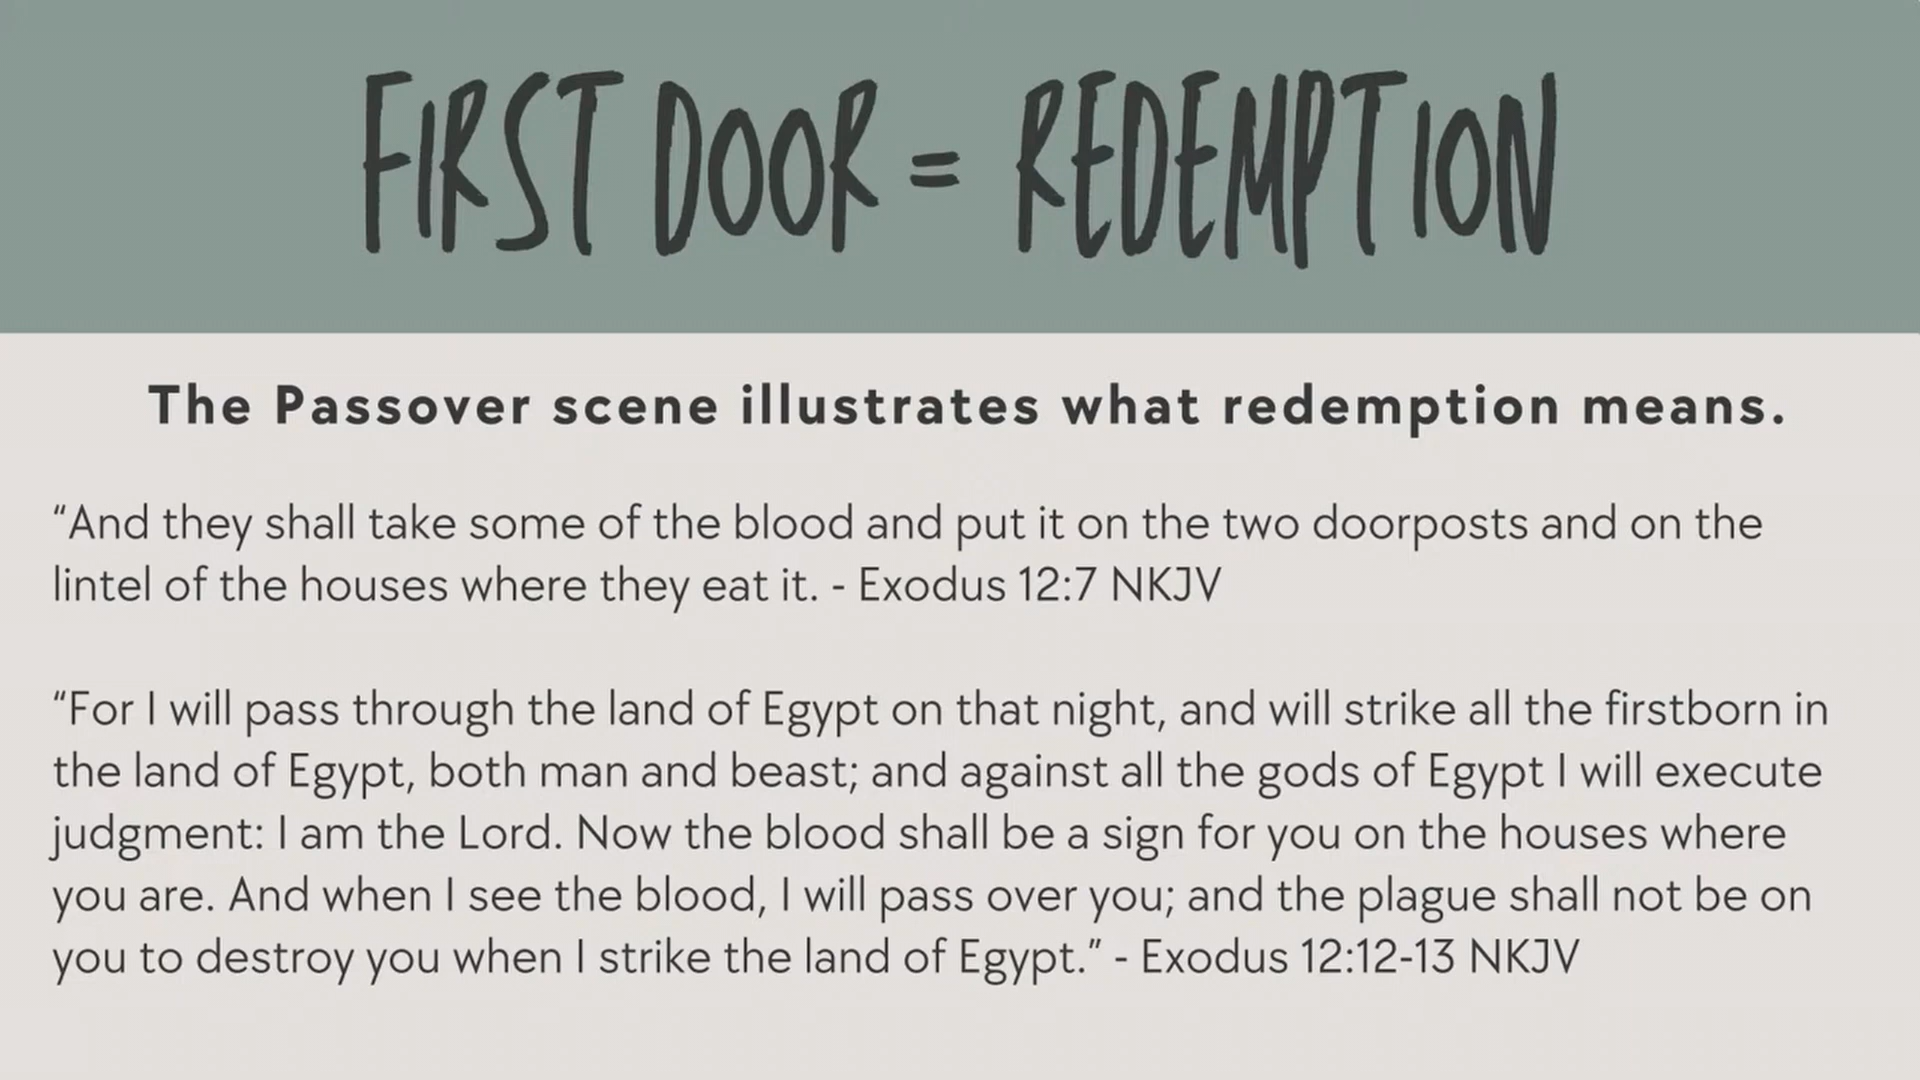 FIRST DOOR = REDEMPTION
The Passover scene illustrates what redemption means.
“And they shall take some of the blood and put it on the two doorposts and on the
lintel of the houses where they eat it. - Exodus 12:7 NKJV
“For I will pass through the land of Egypt on that night, and will strike all the firstborn in
the land of Egypt, both man and beast; and against all the gods of Egypt I will execute
judgment: I am the Lord. Now the blood shall be a sign for you on the houses where
you are. And when I see the blood, I will pass over you; and the plague shall not be on
you to destroy you when I strike the land of Egypt.” - Exodus 12:12-13 NKJV